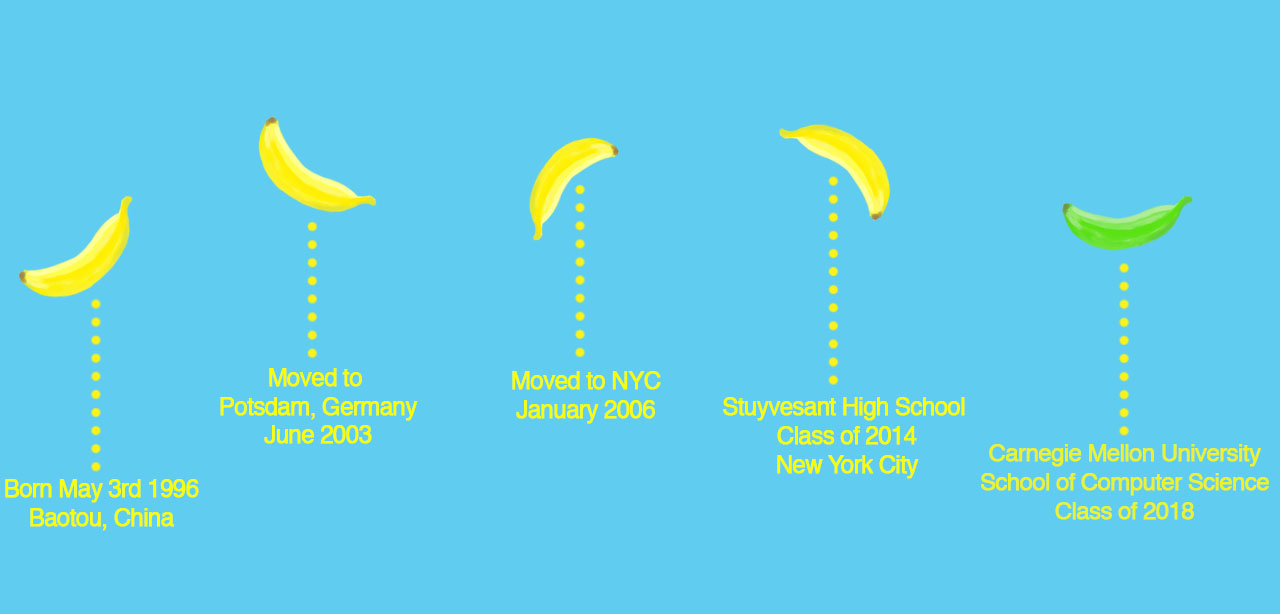 Born May 3rd 1996
Baotou, China
Moved to
Potsdam, Germany
June 2003
Moved to NYC
January 2006
Stuyvesant High School
Class of 2014
New York City
Carnegie Mellon University
School of Computer Science
Class of 2018